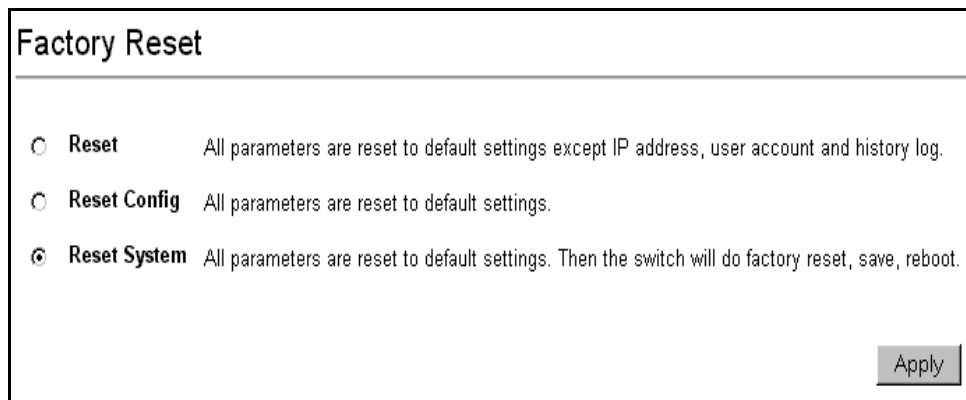 Factory Reset
Reset All parameters are reset to default settings except IP address, user account and history log.
Reset Config All parameters are reset to default settings.
Reset System All parameters are reset to default settings. Then the switch will do factory reset, save, reboot.
Apply